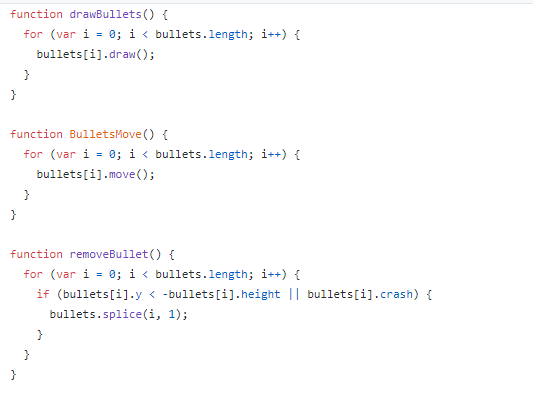 function drawBullets() {
  for (var i = 0; i < bullets.length; i++) {
    bullets[i].draw();
  }
}

function BulletsMove() {
  for (var i = 0; i < bullets.length; i++) {
    bullets[i].move();
  }
}

function removeBullet() {
  for (var i = 0; i < bullets.length; i++) {
    if (bullets[i].y < -bullets[i].height || bullets[i].crash) {
      bullets.splice(i, 1);
    }
  }
}